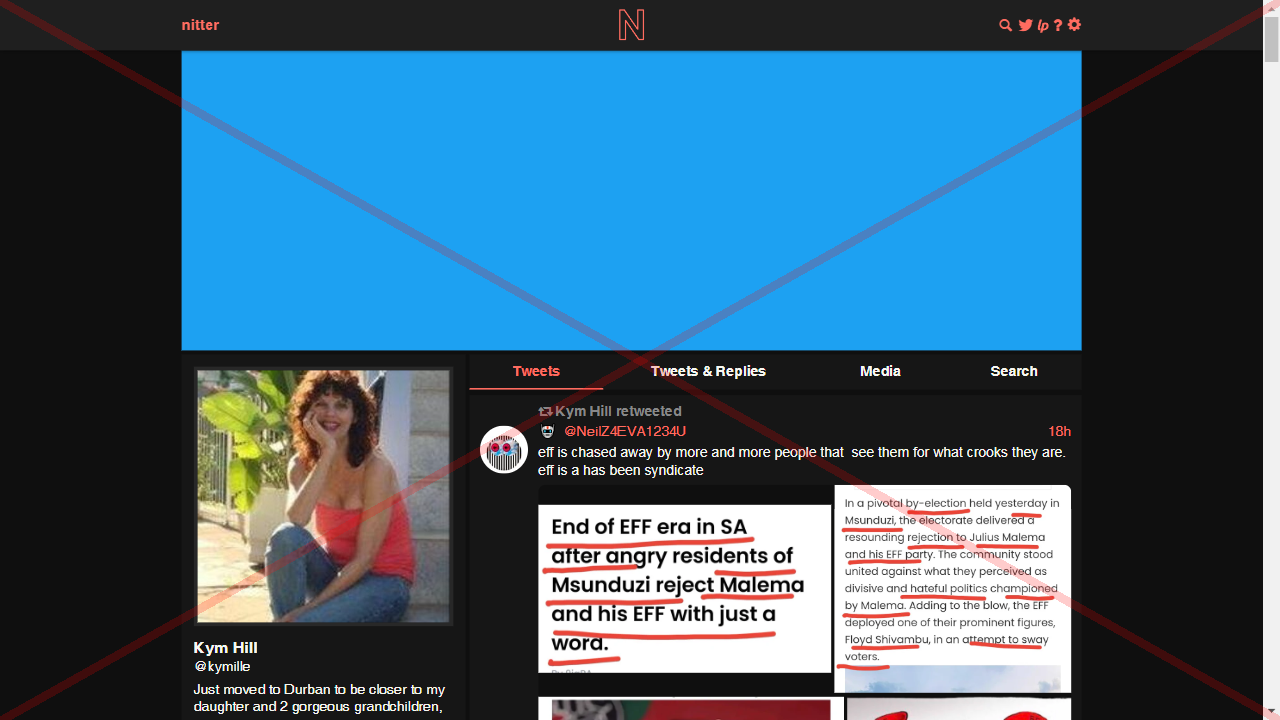 nitter
N
lp ?
Tweets
Tweets & Replies
Media
Search
Kym Hill retweeted
@NeilZ4EVA1234U
18h
eff is chased away by more and more people that see them for what crooks they are.
eff is a has been syndicate
End of EFF era in SA
after angry residents of
Msunduzi reject Malema
and his EFF with just a
word.
In a pivotal by-election held yesterday in
Msunduzi, the electorate delivered a
resounding rejection to Julius Malema
and his EFF party. The community stood
united against what they perceived as
divisive and hateful politics championed
by Malema. Adding to the blow, the EFF
deployed one of their prominent figures,
Floyd Shivambu, in an attempt to sway
voters.
Kym Hill
@kymille
Just moved to Durban to be closer to my
daughter and 2 gorgeous grandchildren,